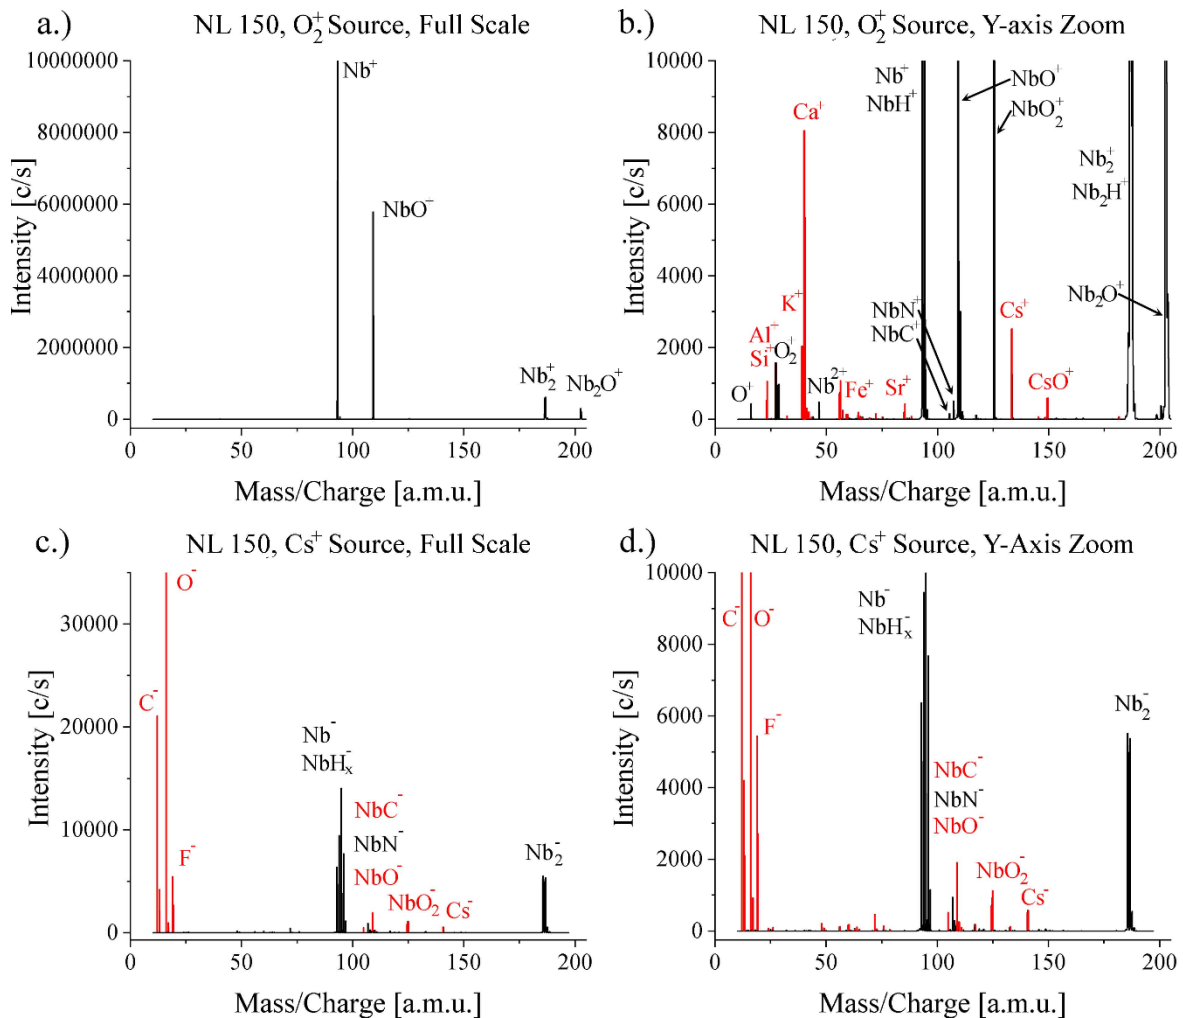 a.)
NL 150, O₂⁺ Source, Full Scale
10000000
8000000
6000000
4000000
2000000
0
Intensity [c/s]
Nb⁺
NbO⁺
Nb₂⁺
Nb₂O⁺
0 50 100 150 200
Mass/Charge [a.m.u.]
b.)
NL 150, O₂⁺ Source, Y-axis Zoom
10000
8000
6000
4000
2000
0
Intensity [c/s]
Nb⁺
NbH⁺
NbO⁺
NbO₂⁺
Ca⁺
Nb₂⁺
Nb₂H⁺
K⁺
NbN⁺
NbC⁺
Cs⁺
Nb₂O⁺
Al⁺
Si⁺
O₂⁺
O⁺
Nb²⁺
Fe⁺
Sr⁺
CsO⁺
0 50 100 150 200
Mass/Charge [a.m.u.]
c.)
NL 150, Cs⁺ Source, Full Scale
30000
20000
10000
0
Intensity [c/s]
O⁻
C⁻
F⁻
Nb⁻
NbHₓ⁻
NbC⁻
NbN⁻
NbO⁻
NbO₂⁻
Cs⁻
Nb₂⁻
0 50 100 150 200
Mass/Charge [a.m.u.]
d.)
NL 150, Cs⁺ Source, Y-Axis Zoom
10000
8000
6000
4000
2000
0
Intensity [c/s]
C⁻
O⁻
F⁻
Nb⁻
NbHₓ⁻
NbC⁻
NbN⁻
NbO⁻
NbO₂⁻
Cs⁻
Nb₂⁻
0 50 100 150 200
Mass/Charge [a.m.u.]